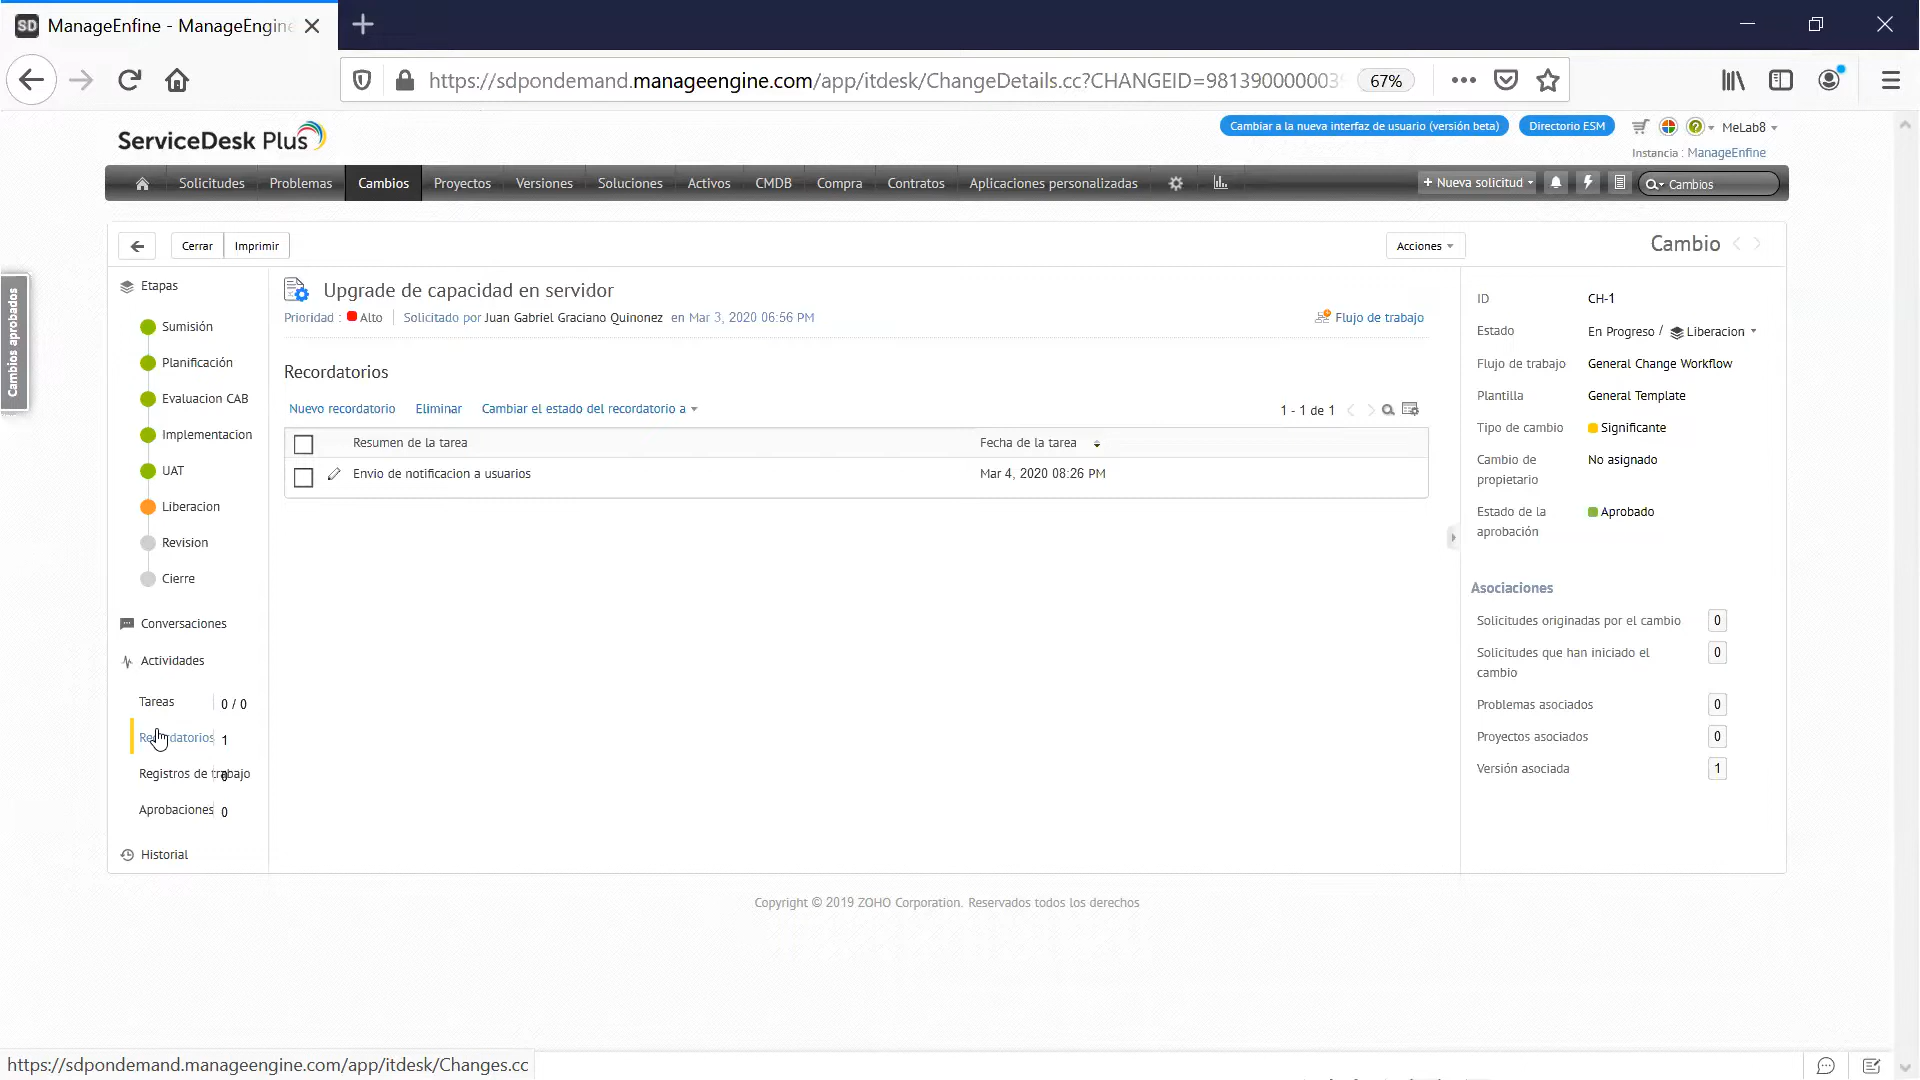 SD ManageEnfine - ManageEngine
https://sdpondemand.manageengine.com/app/itdesk/ChangeDetails.cc?CHANGEID=9813900000039
67%
ServiceDesk Plus
Cambiar a la nueva interfaz de usuario (versión beta)
Directorio ESM
MeLab8
Instancia : ManageEnfine
Solicitudes
Problemas
Cambios
Proyectos
Versiones
Soluciones
Activos
CMDB
Compra
Contratos
Aplicaciones personalizadas
+ Nueva solicitud
Cambios
Cambios aprobados
Cerrar
Imprimir
Acciones
Cambio
Etapas
Sumisión
Planificación
Evaluacion CAB
Implementacion
UAT
Liberacion
Revision
Cierre
Conversaciones
Actividades
Tareas 0 / 0
Recordatorios 1
Registros de trabajo 0
Aprobaciones 0
Historial
Upgrade de capacidad en servidor
Prioridad : Alto Solicitado por Juan Gabriel Graciano Quinonez en Mar 3, 2020 06:56 PM
Flujo de trabajo
Recordatorios
Nuevo recordatorio Eliminar Cambiar el estado del recordatorio a
1 - 1 de 1
Resumen de la tarea Fecha de la tarea
Envio de notificacion a usuarios Mar 4, 2020 08:26 PM
ID CH-1
Estado En Progreso / Liberacion
Flujo de trabajo General Change Workflow
Plantilla General Template
Tipo de cambio Significante
Cambio de propietario No asignado
Estado de la aprobación Aprobado
Asociaciones
Solicitudes originadas por el cambio 0
Solicitudes que han iniciado el cambio 0
Problemas asociados 0
Proyectos asociados 0
Versión asociada 1
Copyright © 2019 ZOHO Corporation. Reservados todos los derechos
https://sdpondemand.manageengine.com/app/itdesk/Changes.cc